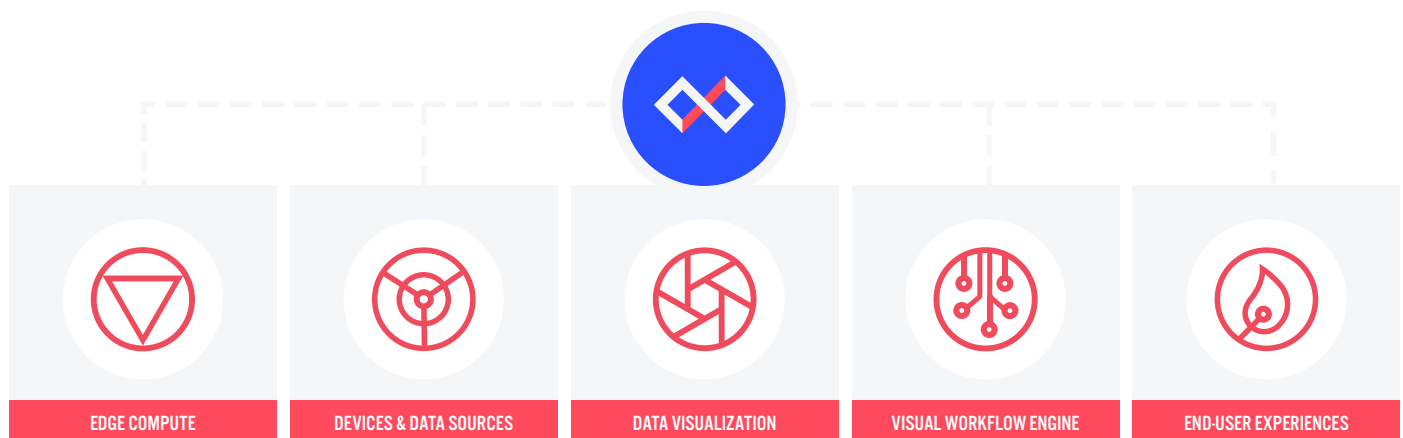 EDGE COMPUTE
DEVICES & DATA SOURCES
DATA VISUALIZATION
VISUAL WORKFLOW ENGINE
END-USER EXPERIENCES